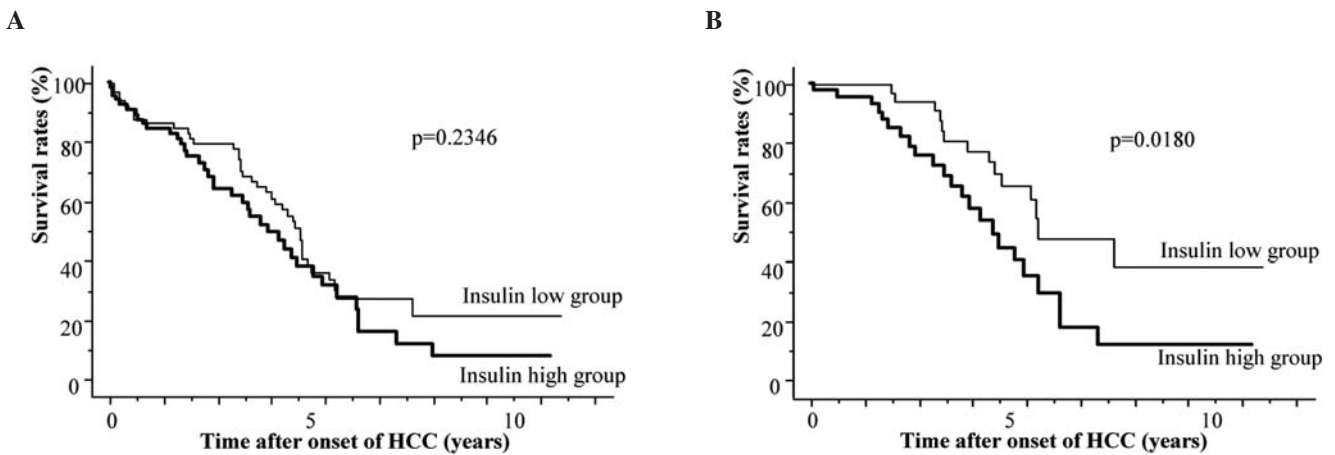 A
Survival rates (%)
100
80
60
40
20
0
p=0.2346
Insulin low group
Insulin high group
0 5 10
Time after onset of HCC (years)
B
Survival rates (%)
100
80
60
40
20
0
p=0.0180
Insulin low group
Insulin high group
0 5 10
Time after onset of HCC (years)